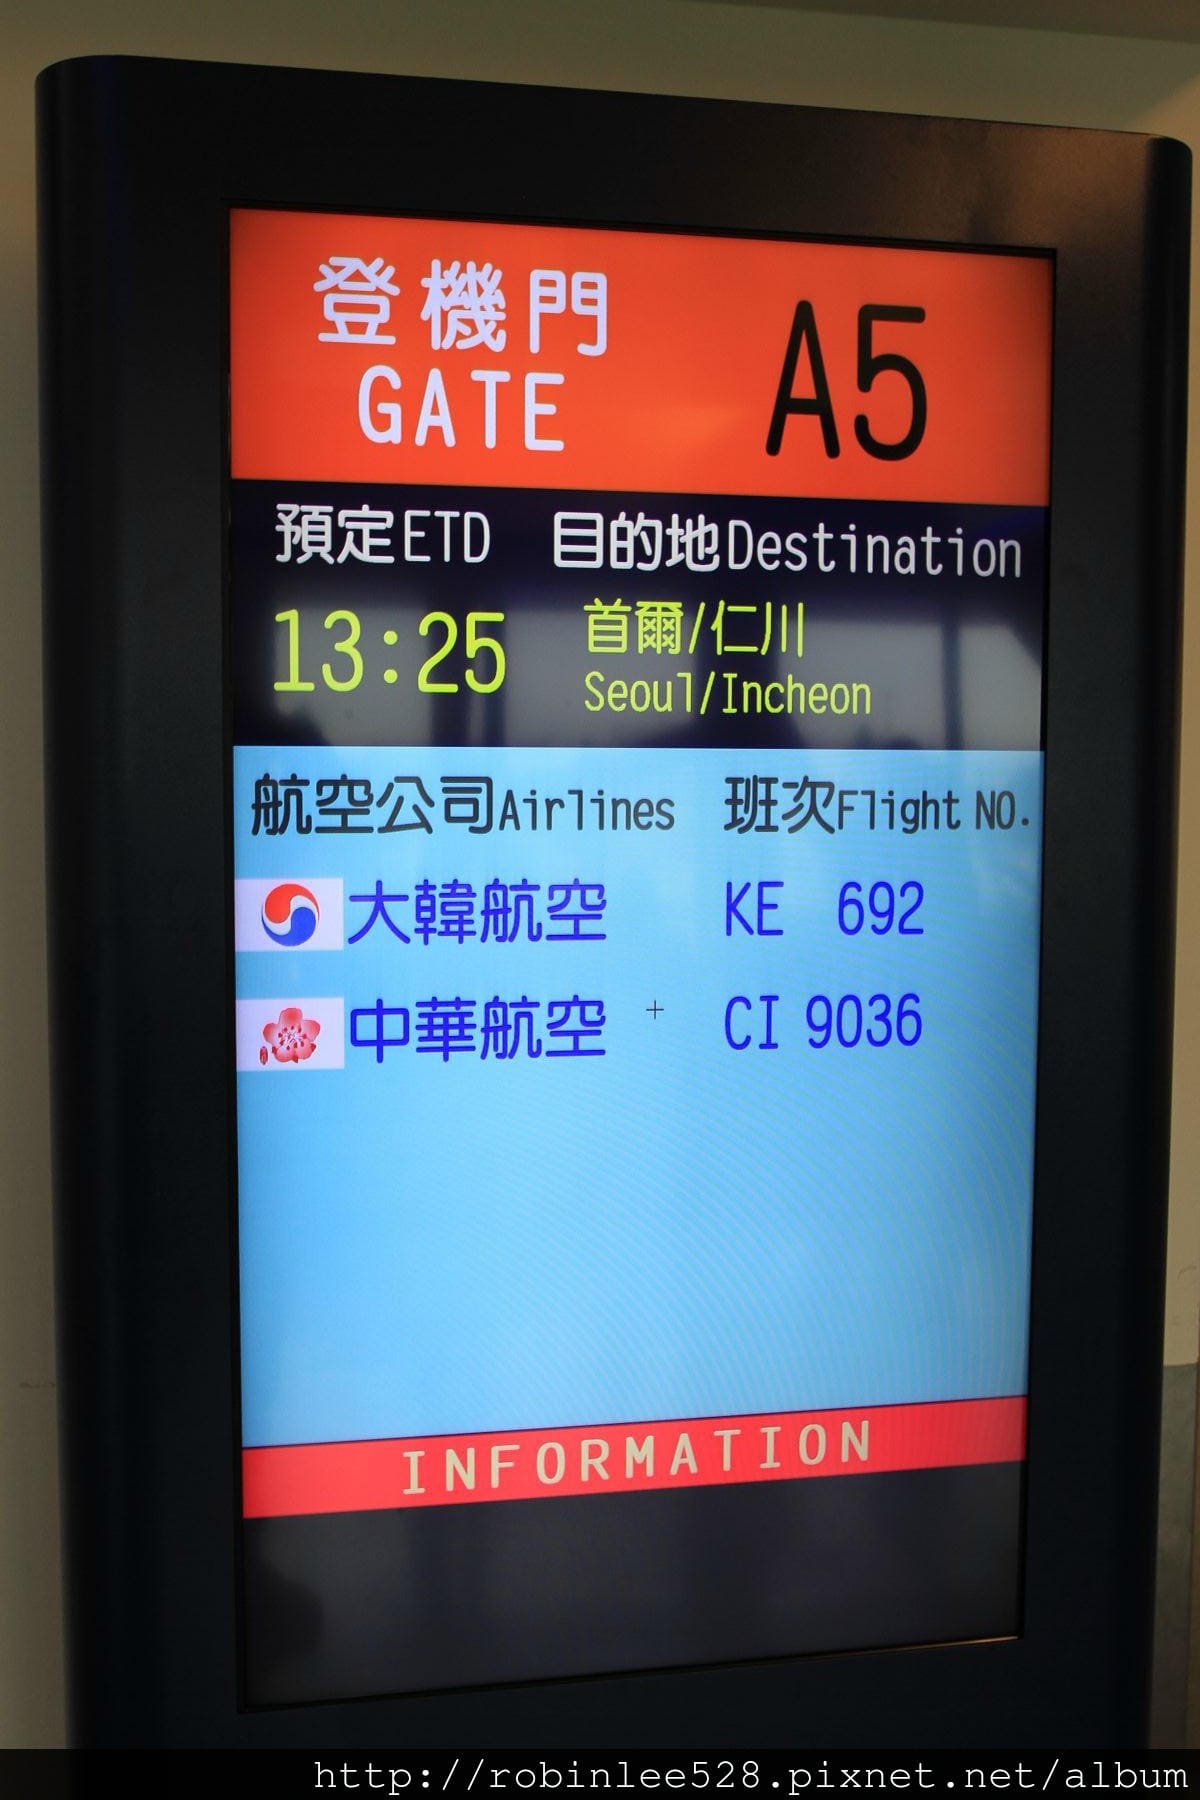 登機門 A5
GATE
預定ETD 目的地Destination
13:25 首爾/仁川
Seoul/Incheon
航空公司Airlines 班次Flight NO.
大韓航空 KE 692
中華航空 CI 9036
INFORMATION
http://robinlee528.pixnet.net/album